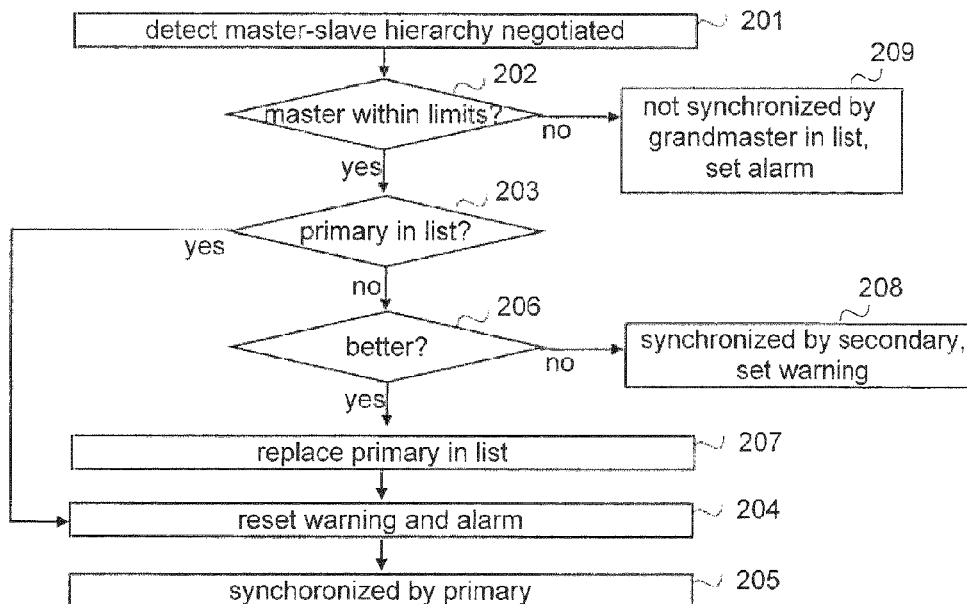 detect master-slave hierarchy negotiated
201
202
master within limits?
no
yes
209
not synchronized by
grandmaster in list,
set alarm
203
primary in list?
yes
no
206
better?
no
yes
208
synchronized by secondary,
set warning
replace primary in list
207
reset warning and alarm
204
synchoronized by primary
205